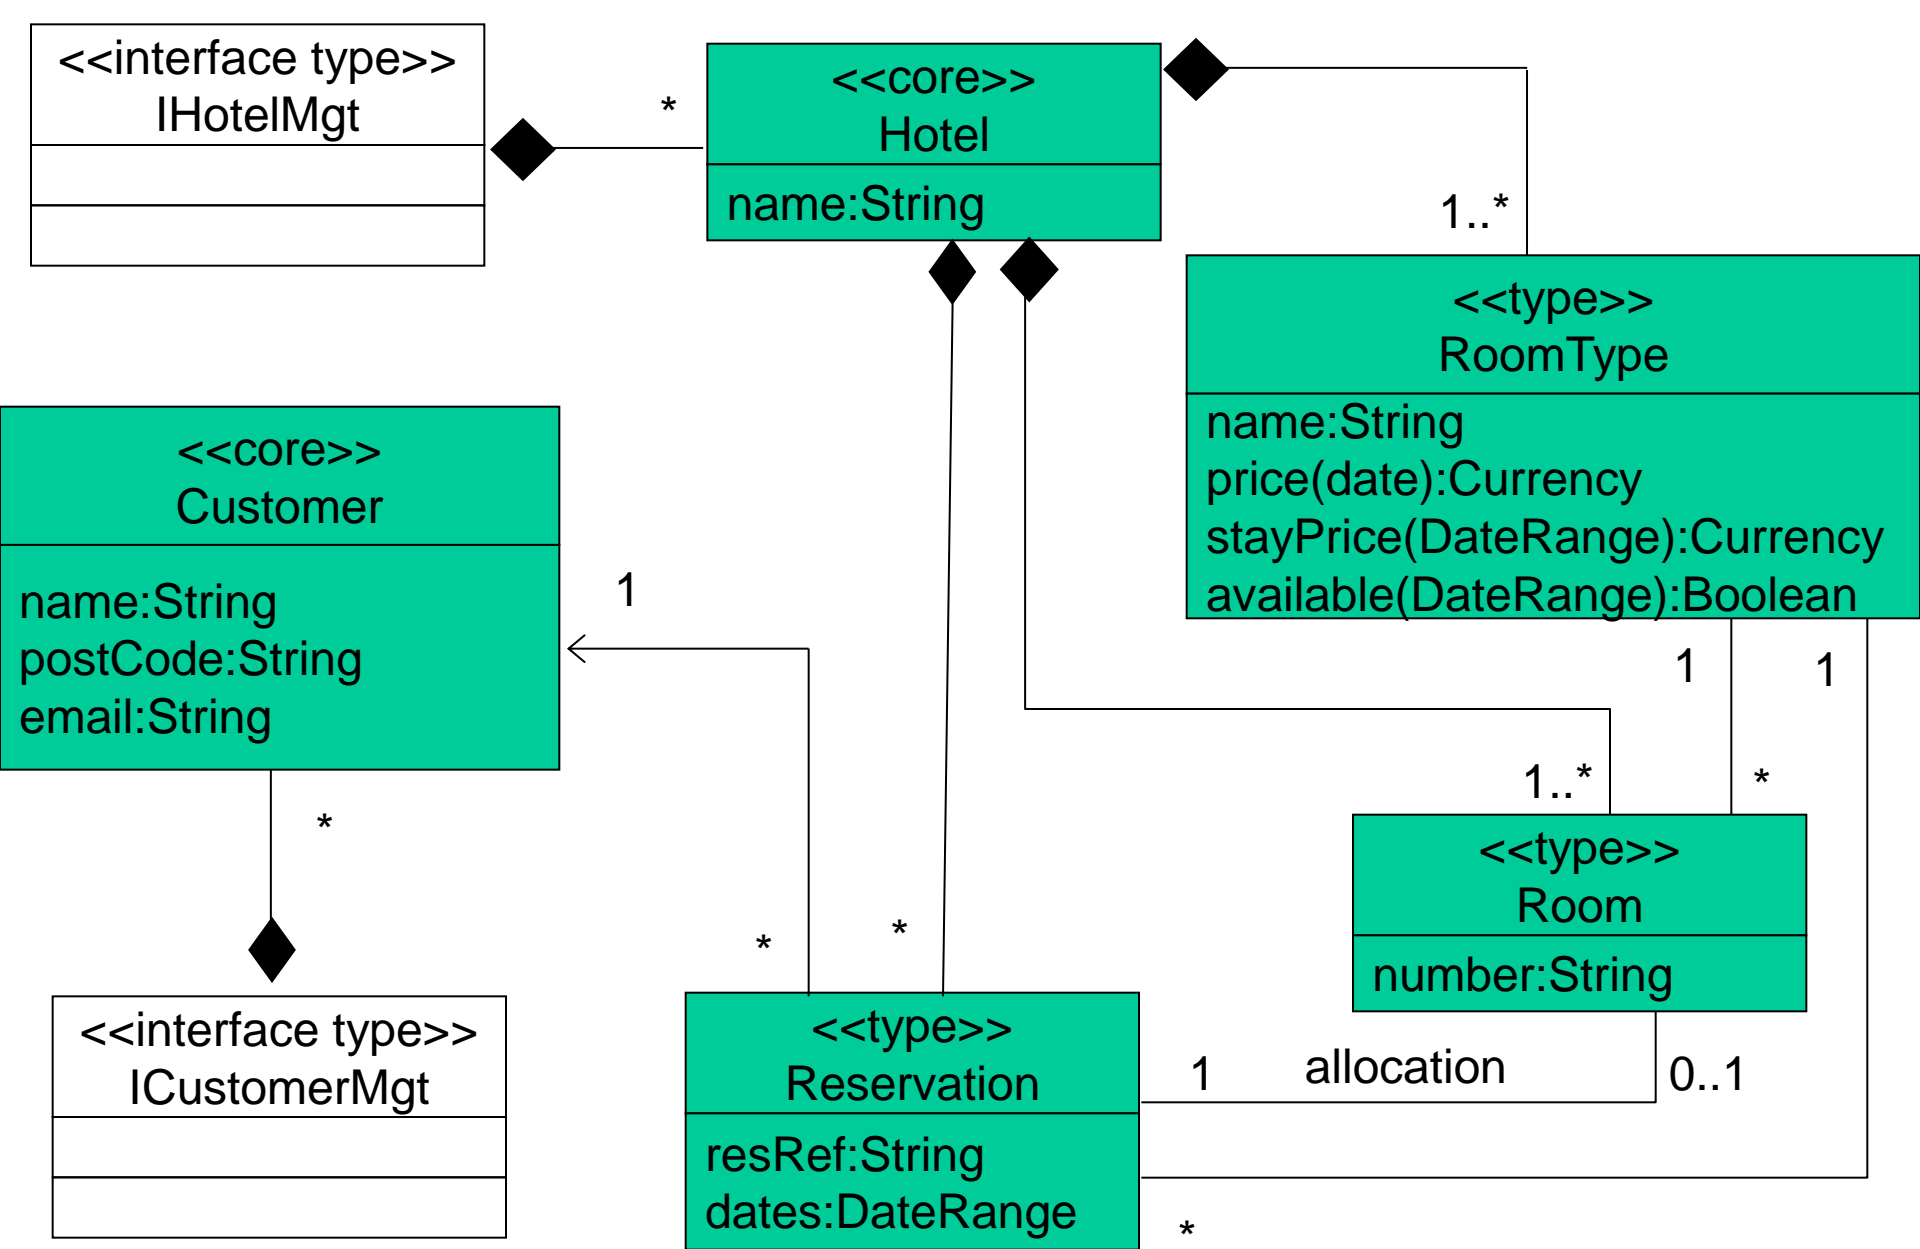 <<interface type>>
IHotelMgt
*
<<core>>
Hotel
name:String
1..*
<<type>>
RoomType
name:String
price(date):Currency
stayPrice(DateRange):Currency
available(DateRange):Boolean
<<core>>
Customer
name:String
postCode:String
email:String
1
1
1
1..*
*
*
<<type>>
Room
number:String
*
*
<<interface type>>
ICustomerMgt
<<type>>
Reservation
resRef:String
dates:DateRange
1
allocation
0..1
*